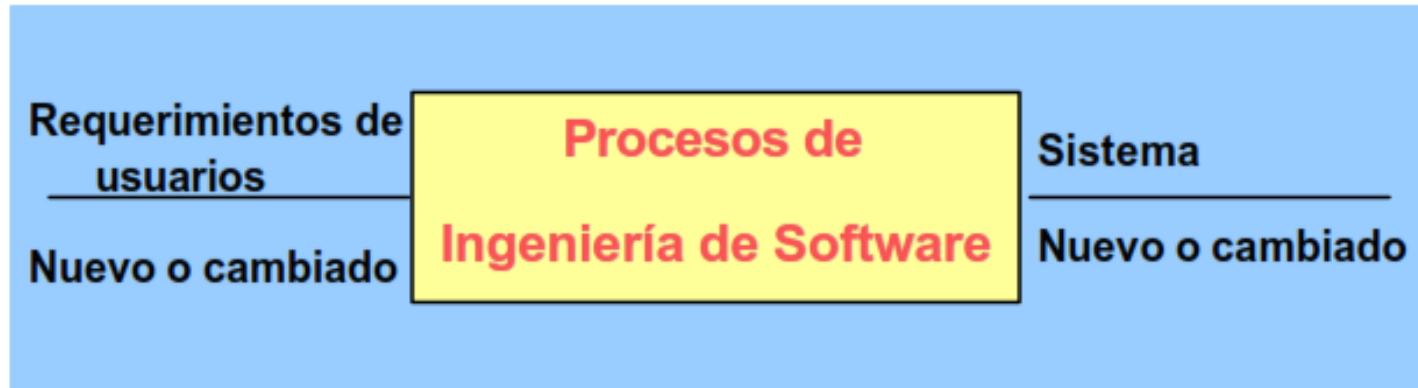 Requerimientos de
usuarios
Nuevo o cambiado
Procesos de
Ingeniería de Software
Sistema
Nuevo o cambiado